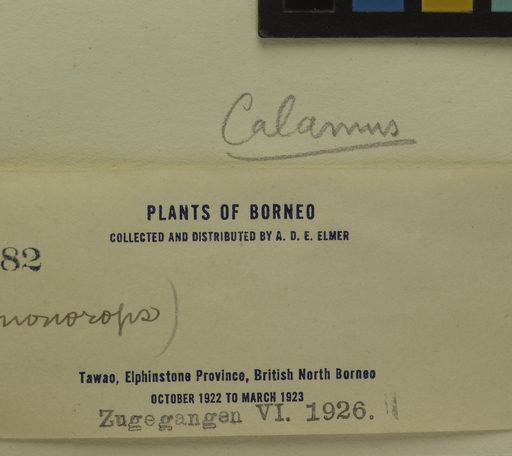 Calamus
PLANTS OF BORNEO
COLLECTED AND DISTRIBUTED BY A. D. E. ELMER
82
monorops)
Tawao, Elphinstone Province, British North Borneo
OCTOBER 1922 TO MARCH 1923
Zugegangen VI. 1926.